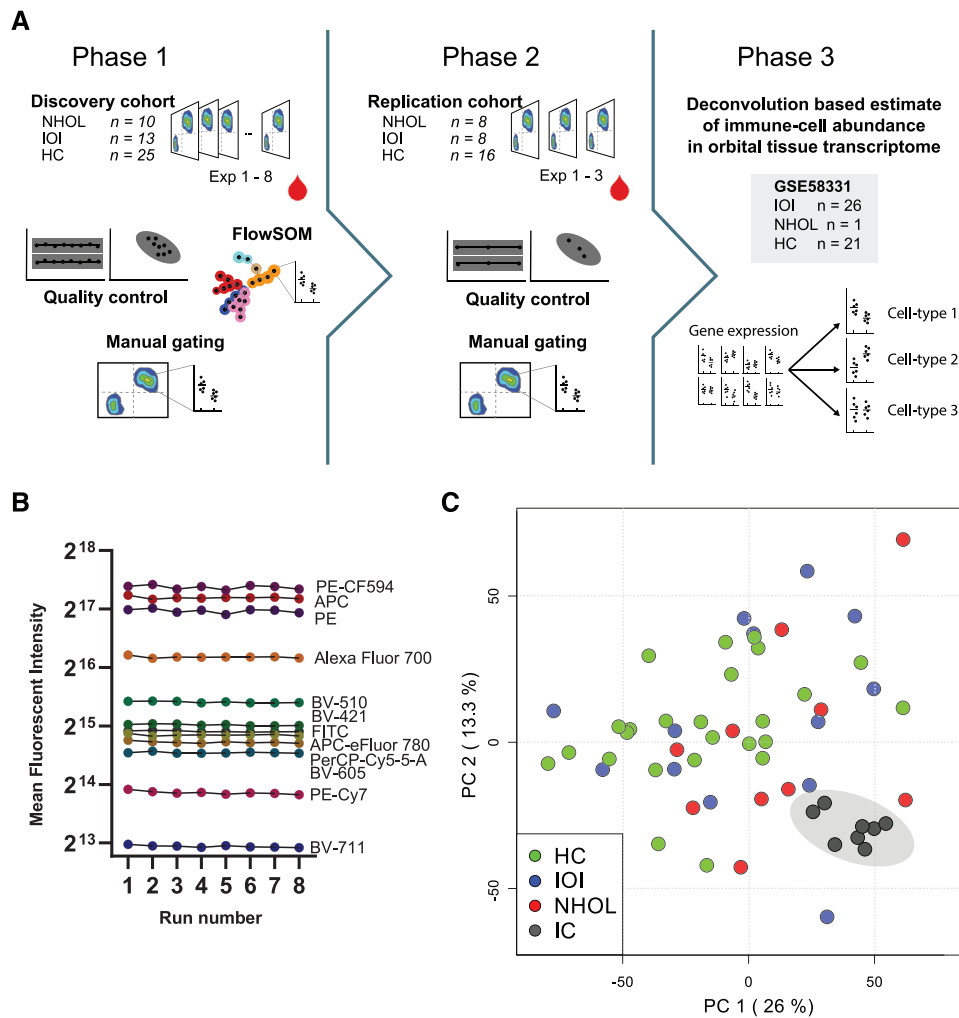 A
Phase 1
Phase 2
Phase 3
Discovery cohort
NHOL n = 10
IOI n = 13
HC n = 25
...
Exp 1 - 8
Quality control
FlowSOM
Manual gating
Replication cohort
NHOL n = 8
IOI n = 8
HC n = 16
Exp 1 - 3
Quality control
Manual gating
Deconvolution based estimate
of immune-cell abundance
in orbital tissue transcriptome
GSE58331
IOI n = 26
NHOL n = 1
HC n = 21
Gene expression
Cell-type 1
Cell-type 2
Cell-type 3
B
Mean Fluorescent Intensity
2^18
2^17
2^16
2^15
2^14
2^13
PE-CF594
APC
PE
Alexa Fluor 700
BV-510
BV-421
FITC
APC-eFluor 780
PerCP-Cy5-5-A
BV-605
PE-Cy7
BV-711
1 2 3 4 5 6 7 8
Run number
C
PC 2 ( 13.3 %)
50
0
-50
HC
IOI
NHOL
IC
-50 0 50
PC 1 ( 26 %)